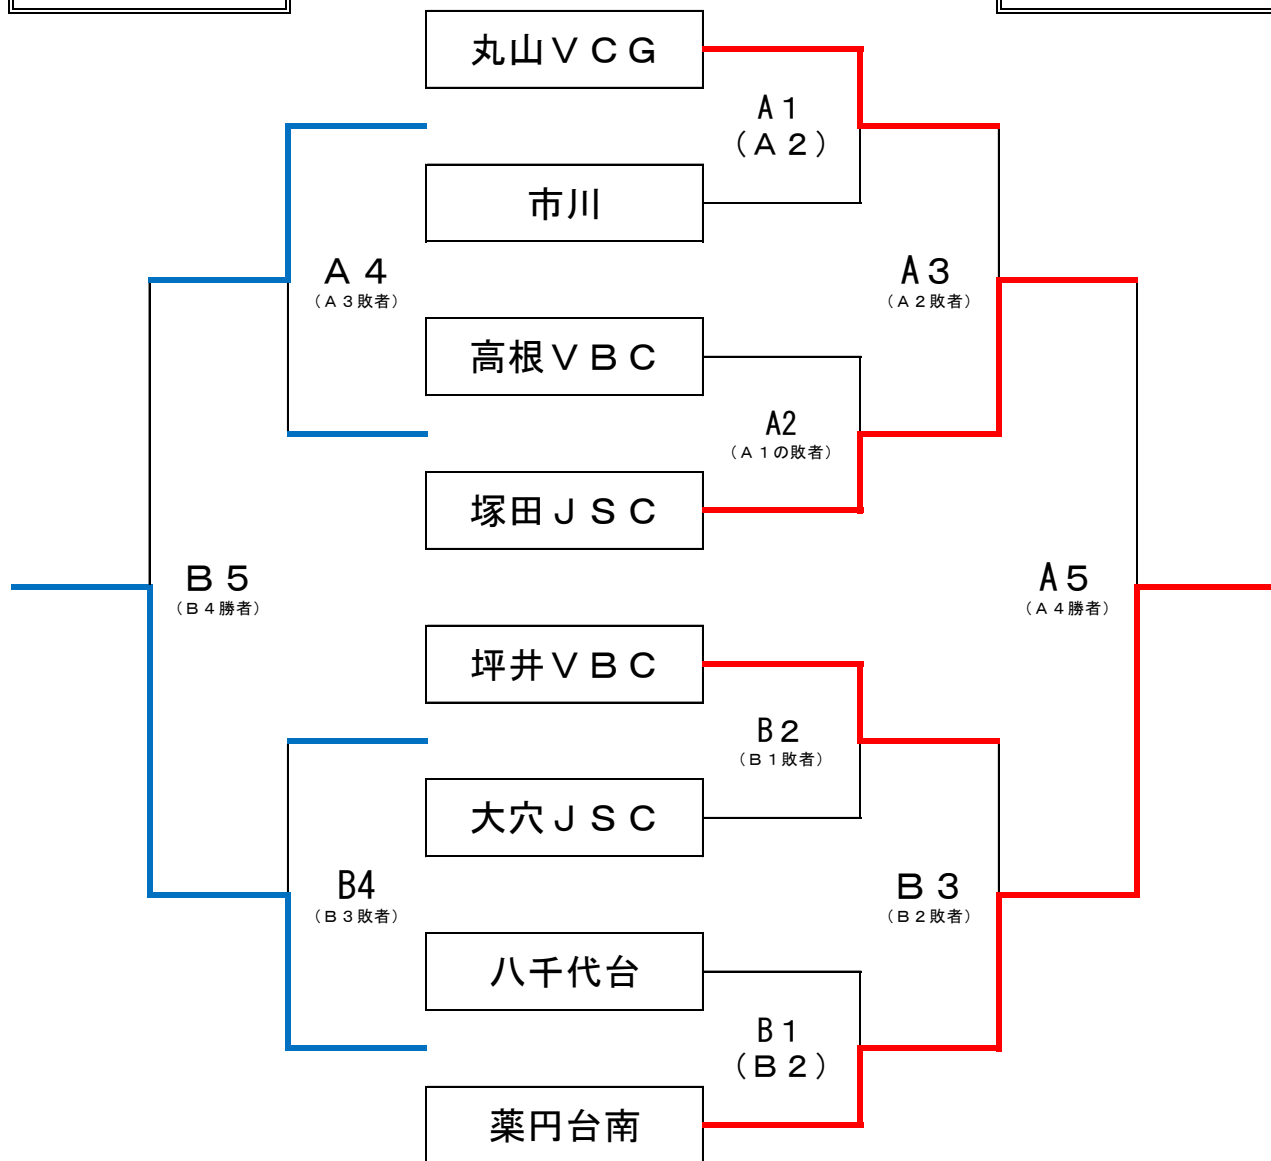 丸山ＶＣＧ
Ａ１
（Ａ２）
市川
Ａ４
（Ａ３敗者）
Ａ３
（Ａ２敗者）
高根ＶＢＣ
A2
（Ａ１の敗者）
塚田ＪＳＣ
Ｂ５
（Ｂ４勝者）
Ａ５
（Ａ４勝者）
坪井ＶＢＣ
Ｂ２
（Ｂ１敗者）
大穴ＪＳＣ
B4
（Ｂ３敗者）
Ｂ３
（Ｂ２敗者）
八千代台
Ｂ１
（Ｂ２）
薬円台南